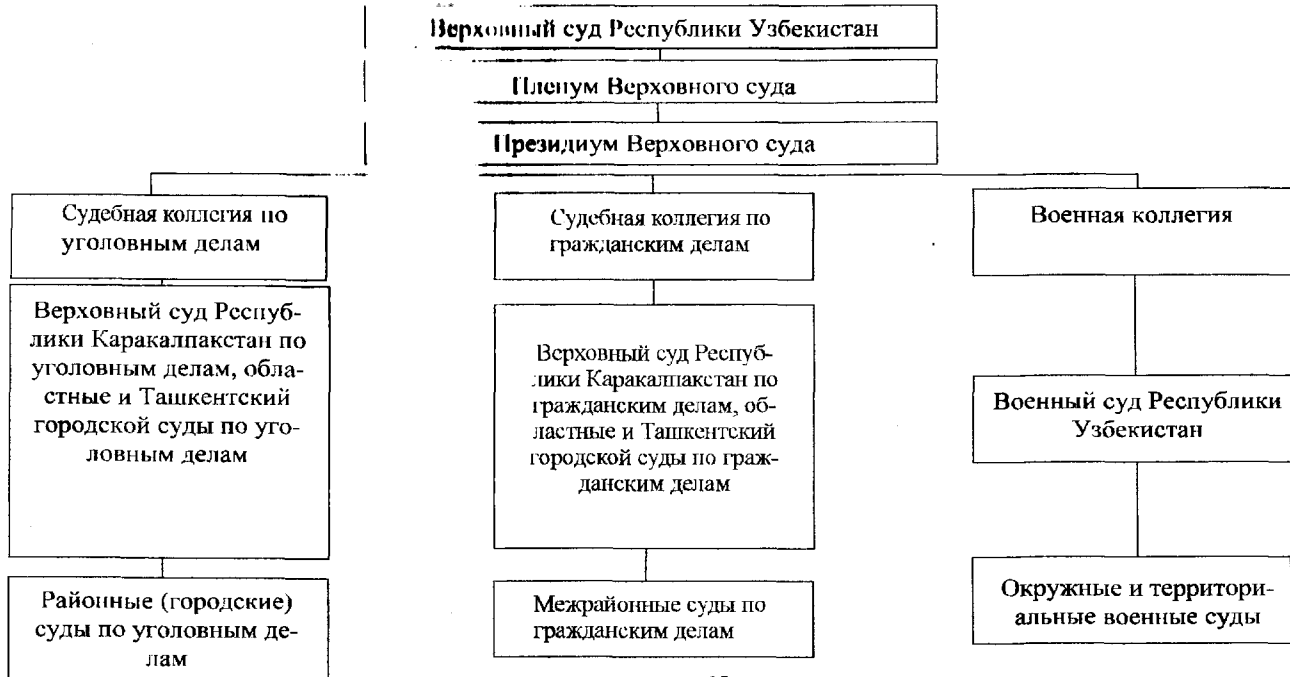 Верховный суд Республики Узбекистан
Пленум Верховного суда
Президиум Верховного суда
Судебная коллегия по
уголовным делам
Верховный суд Респуб-
лики Каракалпакстан по
уголовным делам, обла-
стные и Ташкентский
городской суды по уго-
ловным делам
Районные (городские)
суды по уголовным де-
лам
Судебная коллегия по
гражданским делам
Верховный суд Респуб-
лики Каракалпакстан по
гражданским делам, об-
ластные и Ташкентский
городской суды по граж-
данским делам
Межрайонные суды по
гражданским делам
Военная коллегия
Военный суд Республики
Узбекистан
Окружные и территори-
альные военные суды